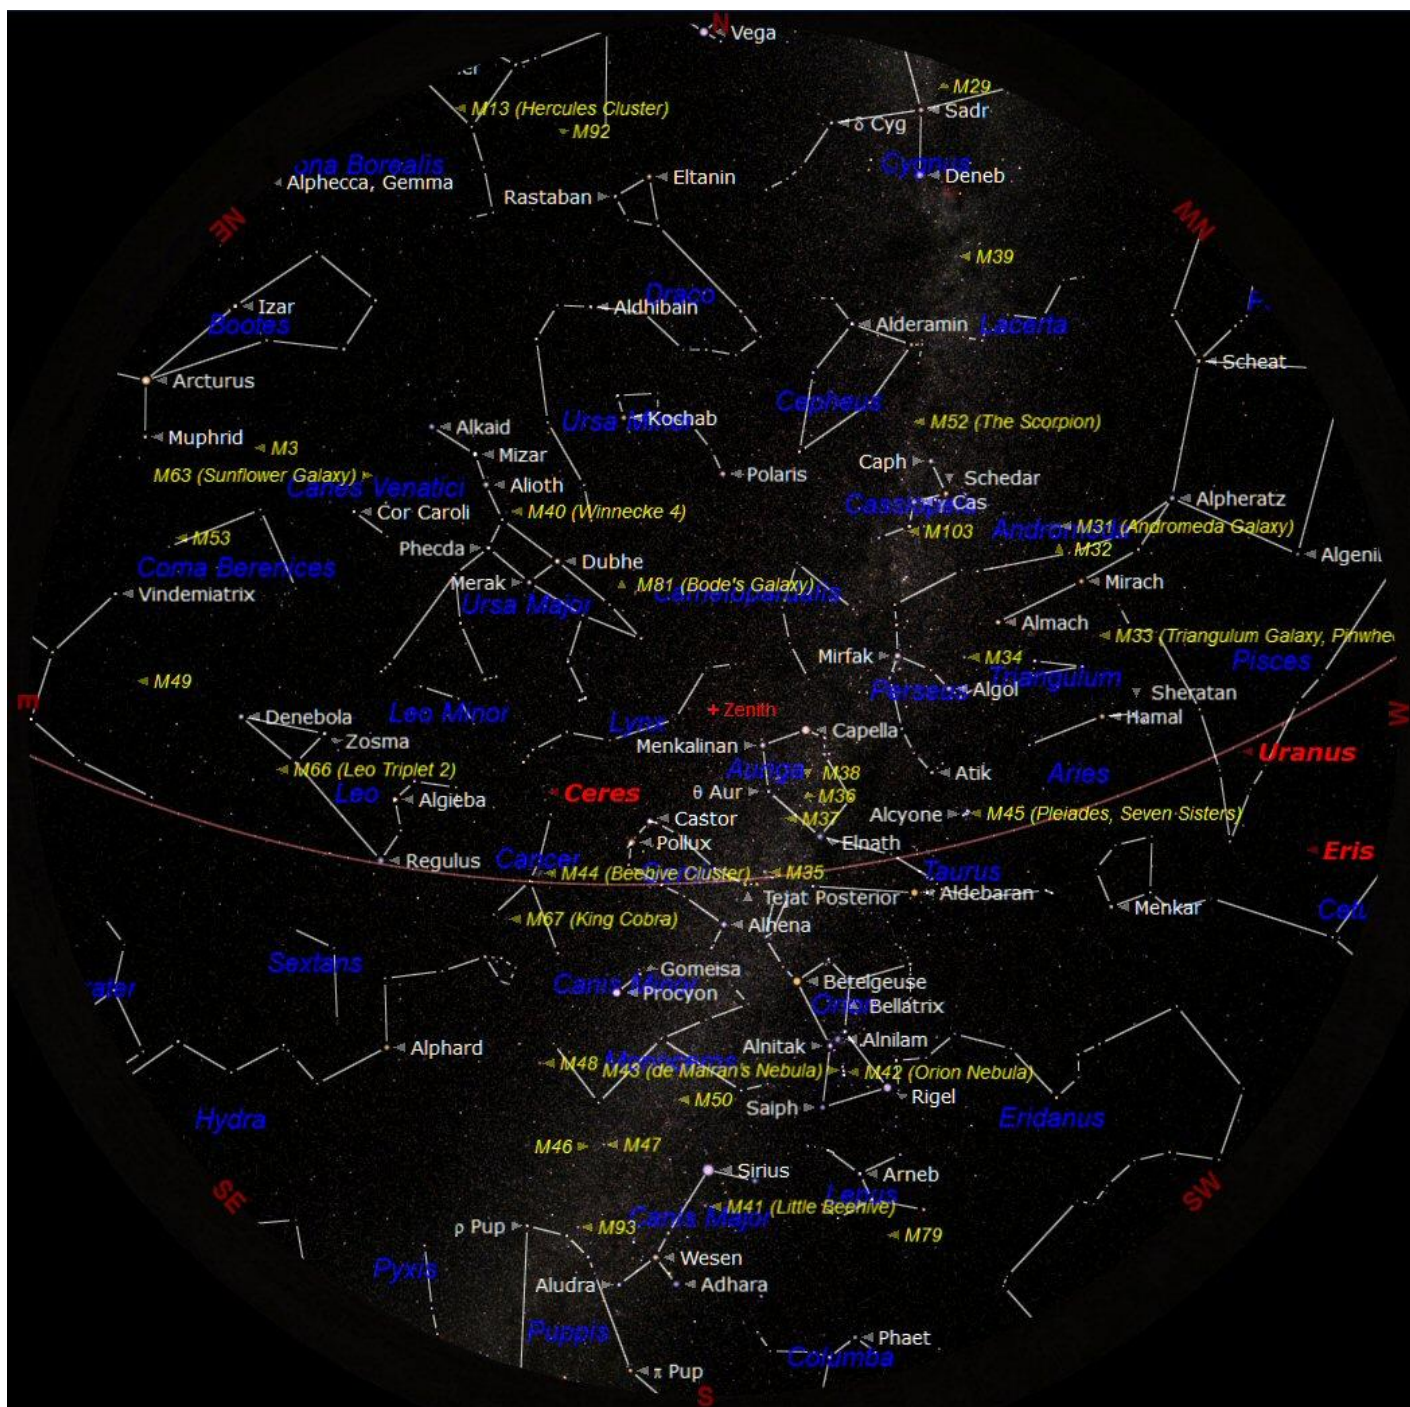 N
Vega
er
M29
M13 (Hercules Cluster)
Sadr
δ Cyg
M92
ona Borealis
Cygnus
Alphecca, Gemma
Eltanin
Deneb
Rastaban
NE
NW
M39
Draco
Aldhibain
Izar
Bootes
Alderamin
Lacerta
Scheat
Arcturus
Cepheus
Ursa Minor
Kochab
M52 (The Scorpion)
Alkaid
Muphrid
M3
Mizar
Caph
M63 (Sunflower Galaxy)
Polaris
Schedar
Canes Venatici
Alioth
Cassiopeia
Cas
Alpheratz
Cor Caroli
M40 (Winnecke 4)
M103
Andromeda
M31 (Andromeda Galaxy)
M53
Phecda
M32
Algenil
Coma Berenices
Dubhe
Merak
M81 (Bode's Galaxy)
Mirach
Vindemiatrix
Camelopardalis
Ursa Major
Almach
M33 (Triangulum Galaxy, Pinwhe
Mirfak
M34
Pisces
M49
Triangulum
Perseus
Algol
Sheratan
E
Zenith
W
Denebola
Leo Minor
Lynx
Hamal
Capella
Zosma
Menkalinan
Uranus
M66 (Leo Triplet 2)
Auriga
M38
Atik
Aries
Leo
Ceres
θ Aur
M36
Algieba
Alcyone
M45 (Pleiades, Seven Sisters)
Castor
M37
Pollux
Elnath
Eris
Regulus
Cancer
M44 (Beehive Cluster)
M35
Taurus
Tejat Posterior
Aldebaran
Menkar
M67 (King Cobra)
Alhena
Sextans
Gomeisa
Canis Minor
Procyon
Betelgeuse
Orion
Bellatrix
rater
Alphard
Alnitak
Alnilam
M48
Monoceros
M43 (de Mairan's Nebula)
M42 (Orion Nebula)
M50
Saiph
Rigel
Hydra
Eridanus
M46
M47
Sirius
Arneb
SE
SW
Lepus
M41 (Little Beehive)
Canis Major
ρ Pup
M93
M79
Wesen
Pyxis
Aludra
Adhara
Puppis
Phaet
Columba
π Pup
S